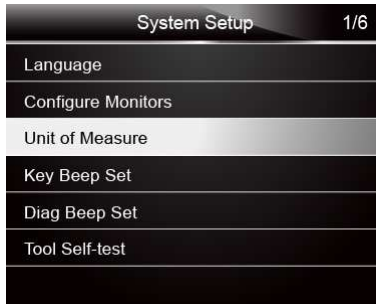 System Setup 1/6
Language
Configure Monitors
Unit of Measure
Key Beep Set
Diag Beep Set
Tool Self-test